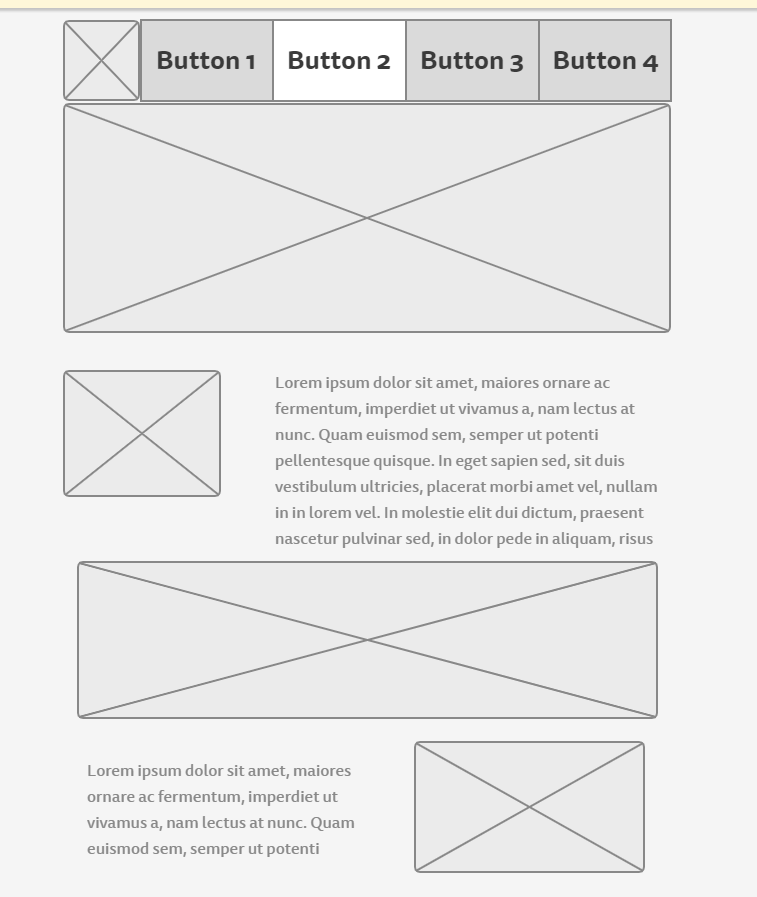 Button 1 Button 2 Button 3 Button 4
Lorem ipsum dolor sit amet, maiores ornare ac
fermentum, imperdiet ut vivamus a, nam lectus at
nunc. Quam euismod sem, semper ut potenti
pellentesque quisque. In eget sapien sed, sit duis
vestibulum ultricies, placerat morbi amet vel, nullam
in in lorem vel. In molestie elit dui dictum, praesent
nascetur pulvinar sed, in dolor pede in aliquam, risus
Lorem ipsum dolor sit amet, maiores
ornare ac fermentum, imperdiet ut
vivamus a, nam lectus at nunc. Quam
euismod sem, semper ut potenti